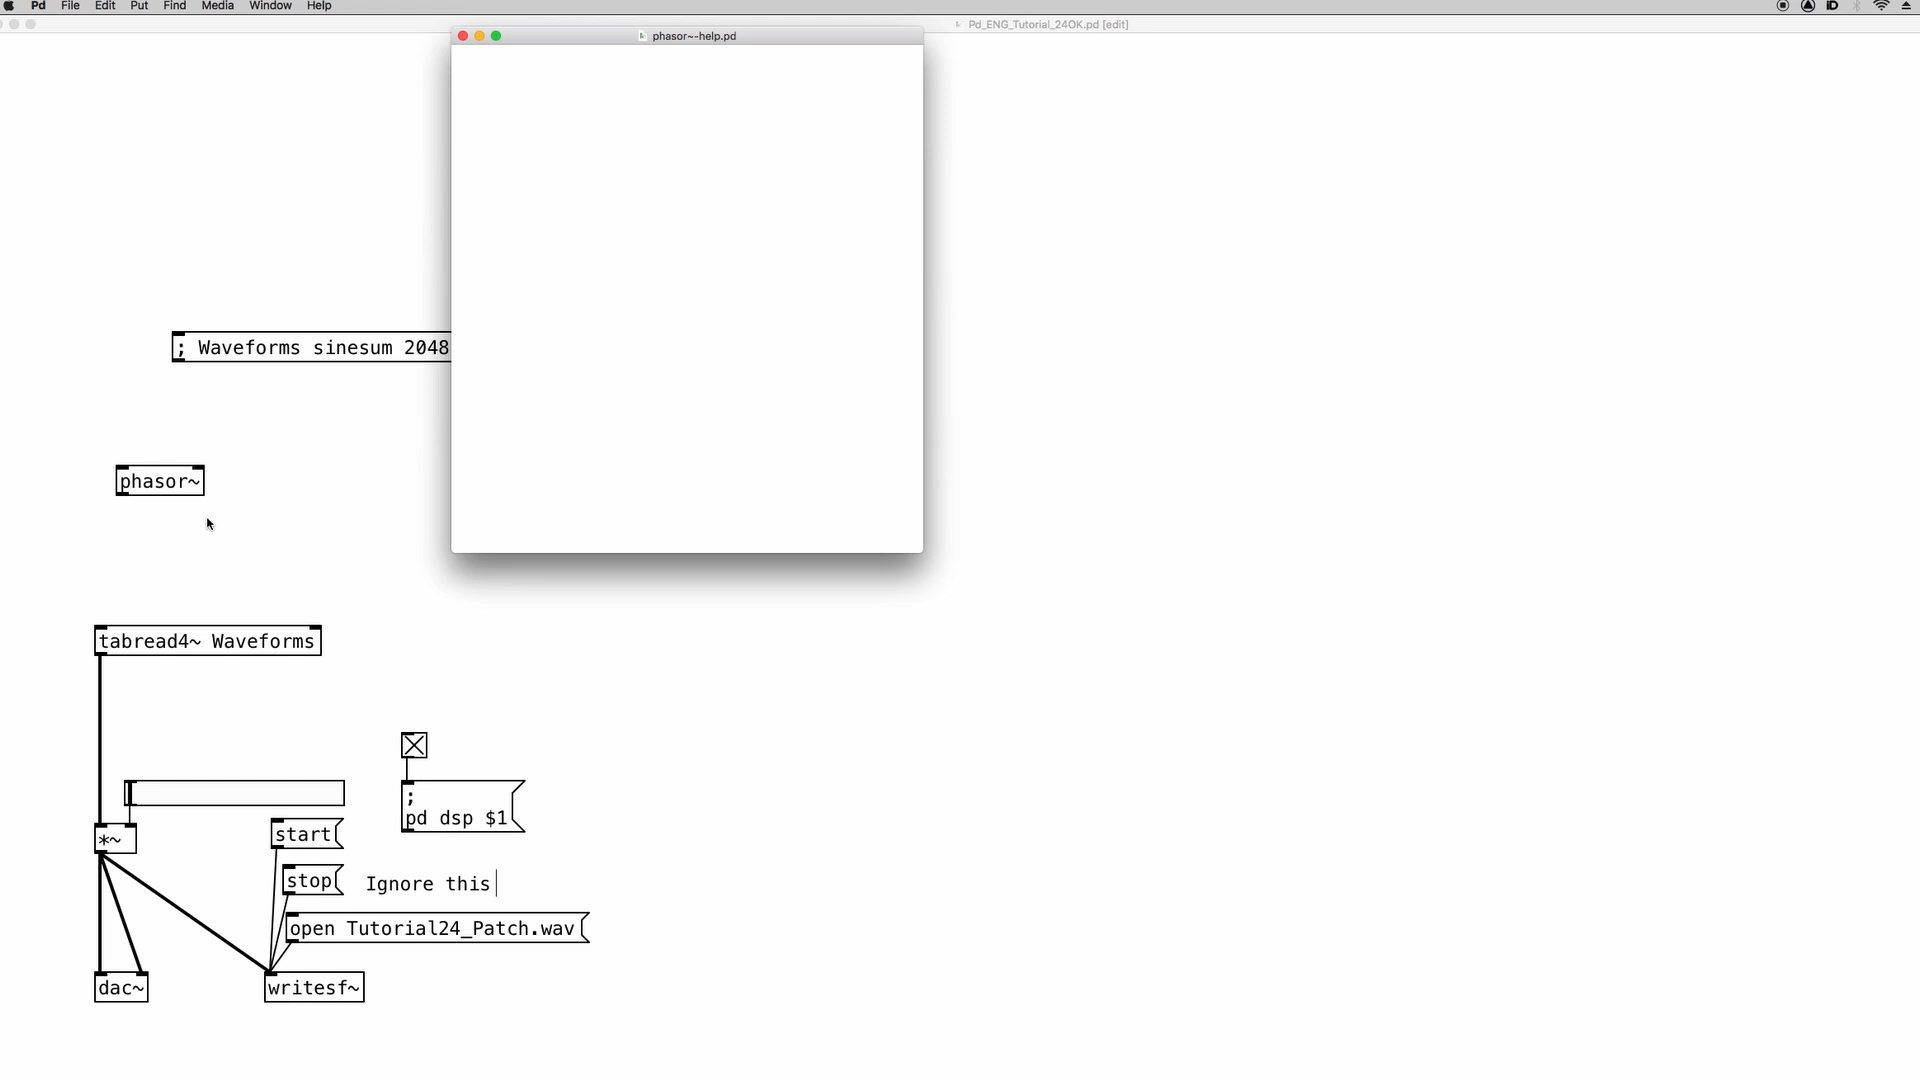 Pd File Edit Put Find Media Window Help
Pd_ENG_Tutorial_24OK.pd [edit]
phasor~-help.pd
; Waveforms sinesum 2048
phasor~
tabread4~ Waveforms
;
pd dsp $1
*~
start
stop
Ignore this
open Tutorial24_Patch.wav
dac~
writesf~